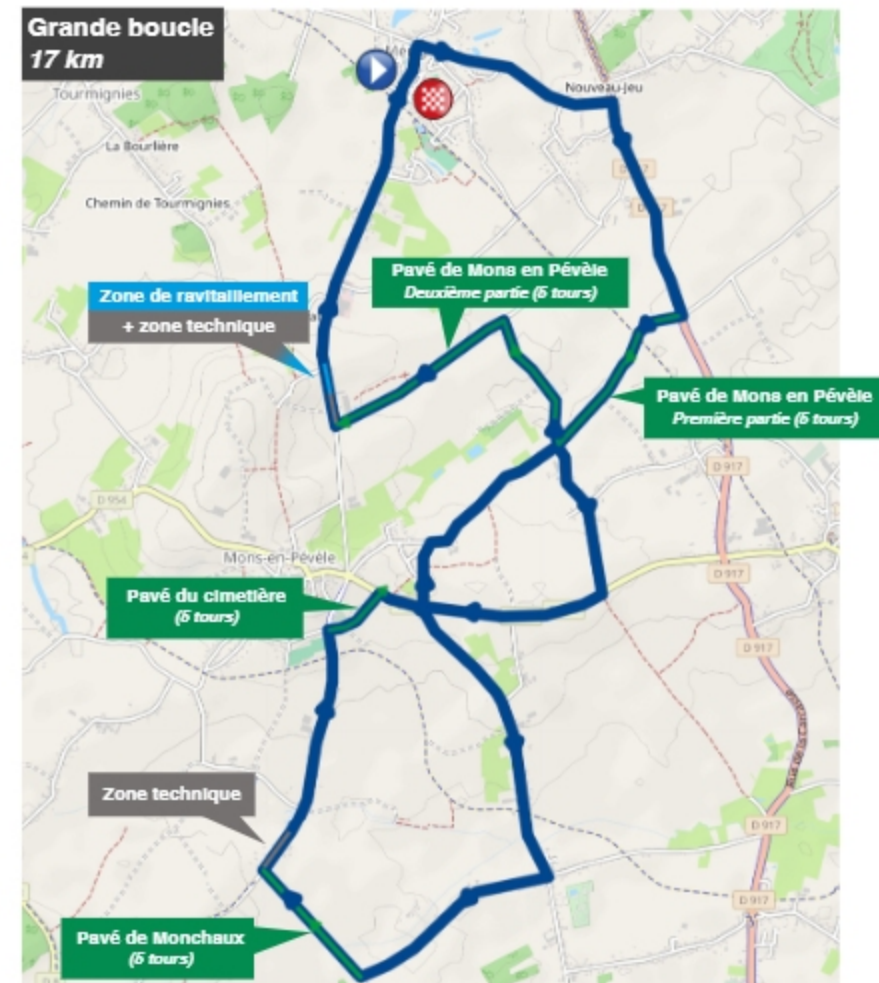 Grande boucle
17 km
Tourmignies
La Bourlière
Chemin de Tourmignies
Nouveau-Jeu
Zone de ravitaillement
+ zone technique
Pavé de Mons en Pévèle
Deuxième partie (5 tours)
Pavé de Mons en Pévèle
Première partie (5 tours)
D 917
D 954
Mons-en-Pévèle
D 917
Pavé du cimetière
(5 tours)
D 917
Zone technique
D 917
D 917
Pavé de Monchaux
(5 tours)